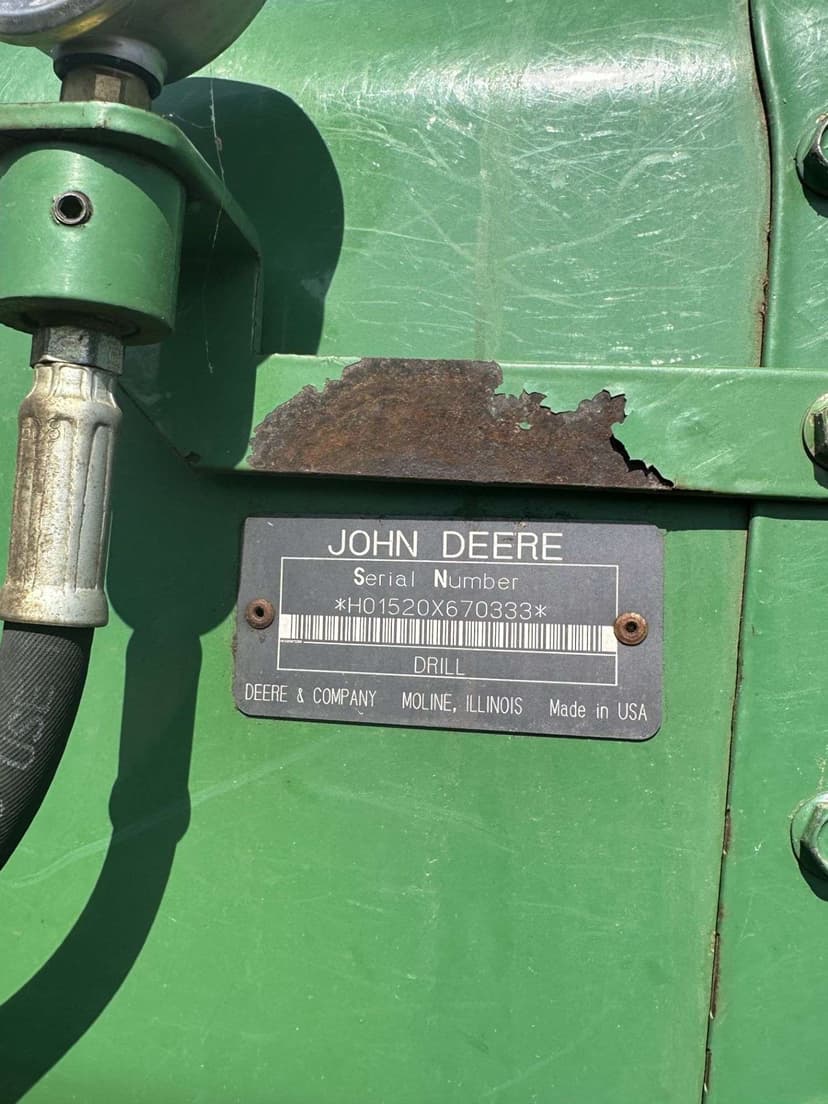 JOHN DEERE
Serial Number
*H01520X670333*
DRILL
DEERE & COMPANY MOLINE, ILLINOIS Made in USA